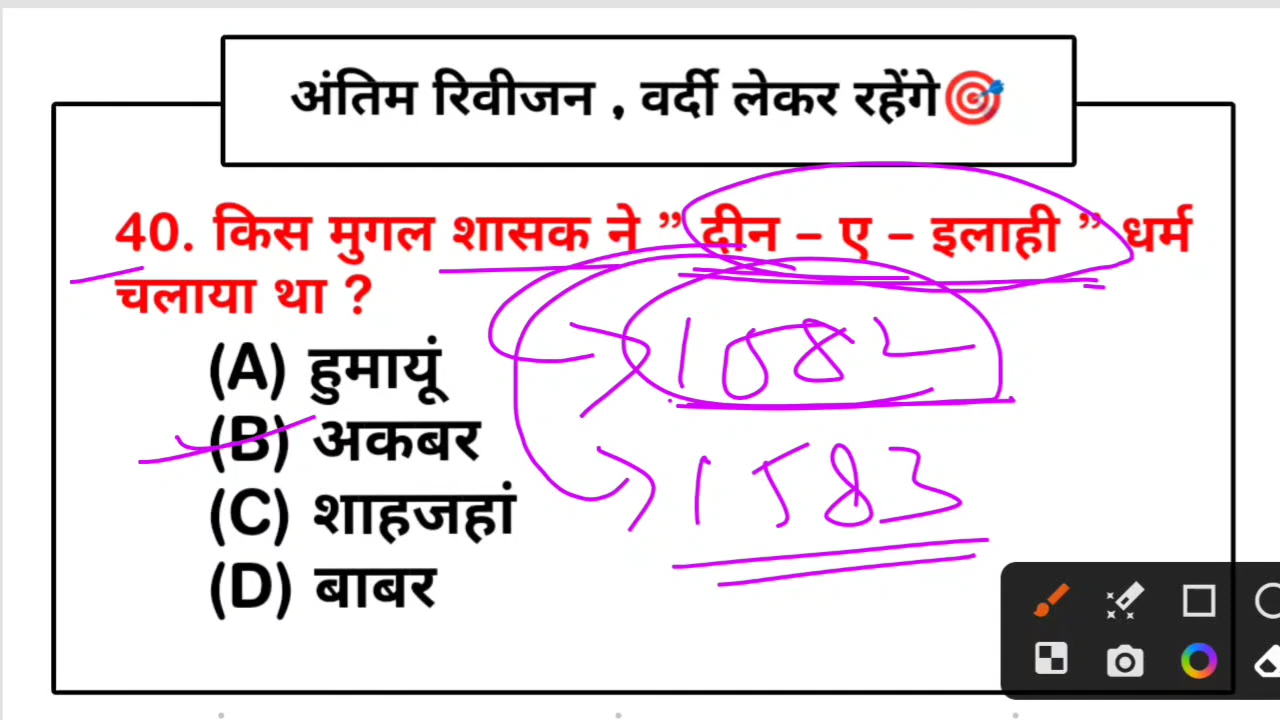 अंतिम रिवीजन , वर्दी लेकर रहेंगे🎯
40. किस मुगल शासक ने ” दीन – ए – इलाही ” धर्म
चलाया था ?
(A) हुमायूं
1582
(B) अकबर
1583
(C) शाहजहां
(D) बाबर